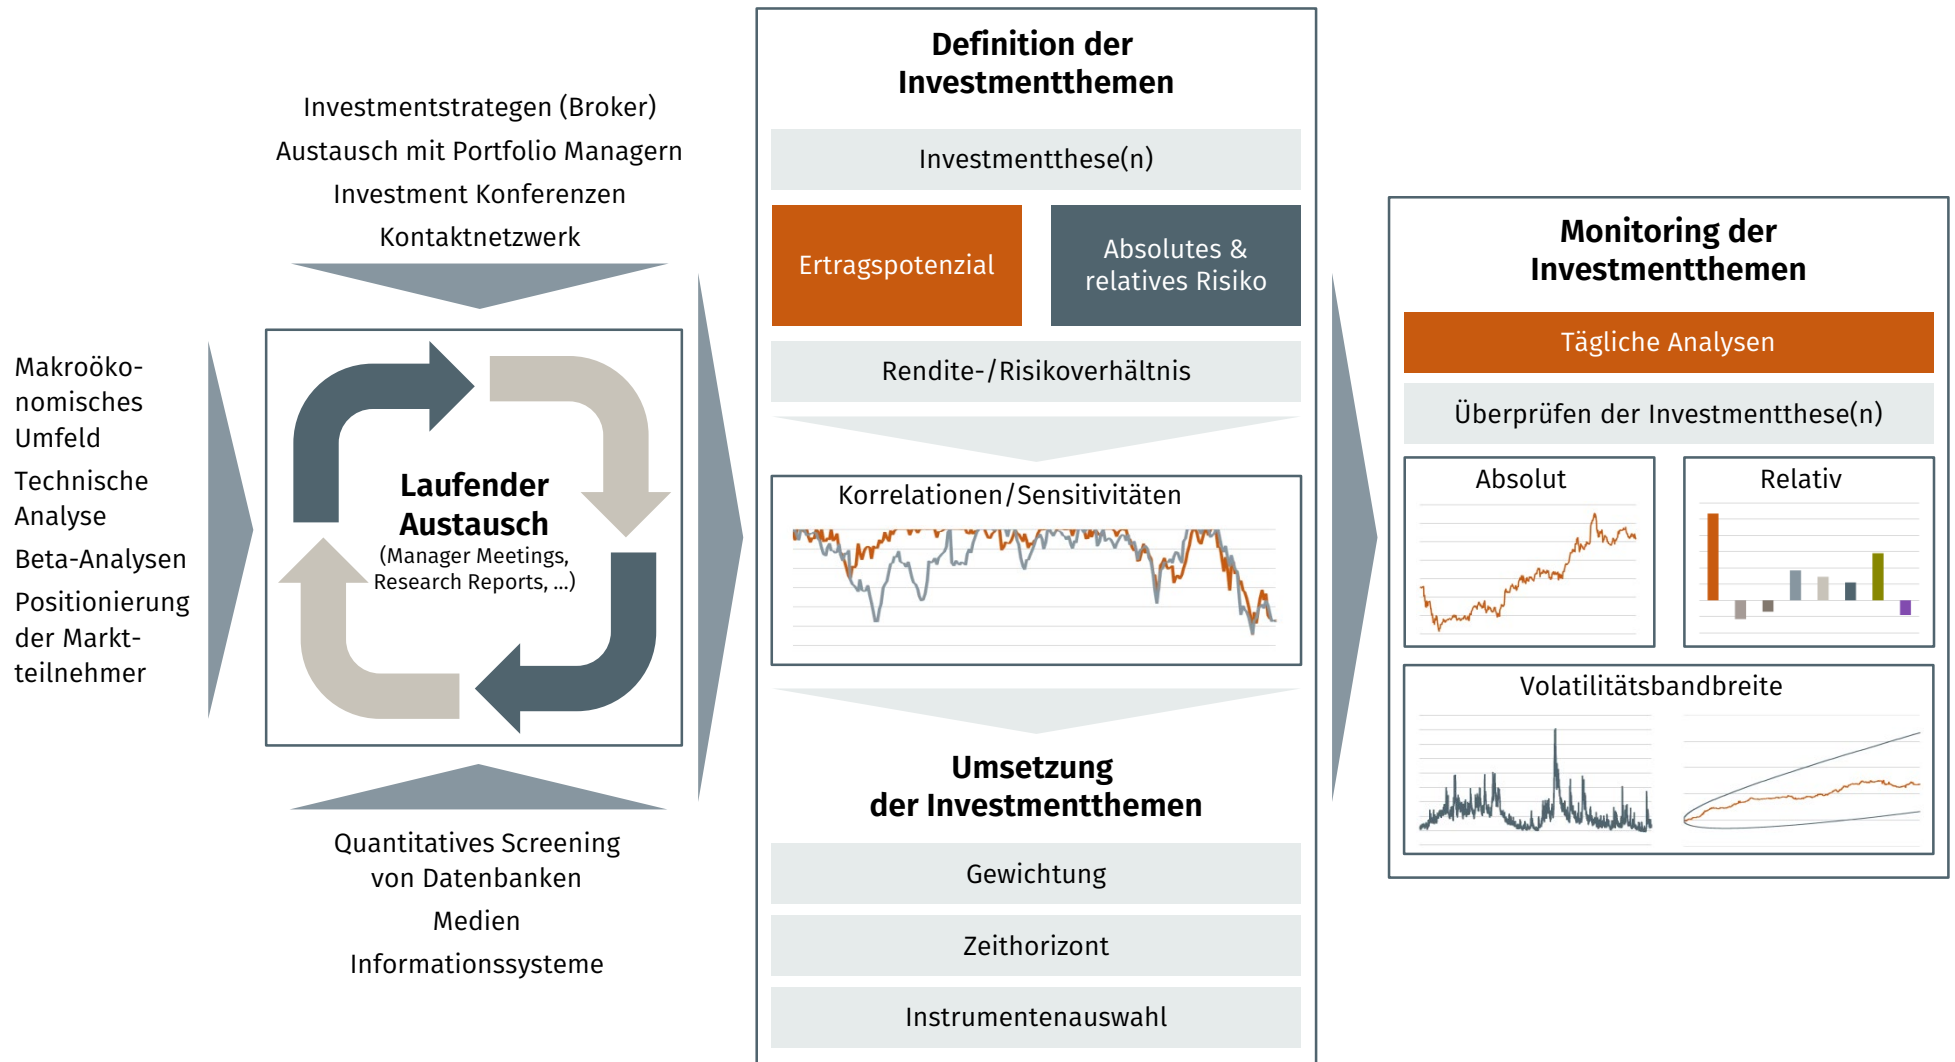 Investmentstrategen (Broker)
Austausch mit Portfolio Managern
Investment Konferenzen
Kontaktnetzwerk
Makroöko-
nomisches
Umfeld
Technische
Analyse
Beta-Analysen
Positionierung
der Markt-
teilnehmer
Laufender
Austausch
(Manager Meetings,
Research Reports, ...)
Quantitatives Screening
von Datenbanken
Medien
Informationssysteme
Definition der
Investmentthemen
Investmentthese(n)
Ertragspotenzial
Absolutes &
relatives Risiko
Rendite-/Risikoverhältnis
Korrelationen/Sensitivitäten
Umsetzung
der Investmentthemen
Gewichtung
Zeithorizont
Instrumentenauswahl
Monitoring der
Investmentthemen
Tägliche Analysen
Überprüfen der Investmentthese(n)
Absolut
Relativ
Volatilitätsbandbreite